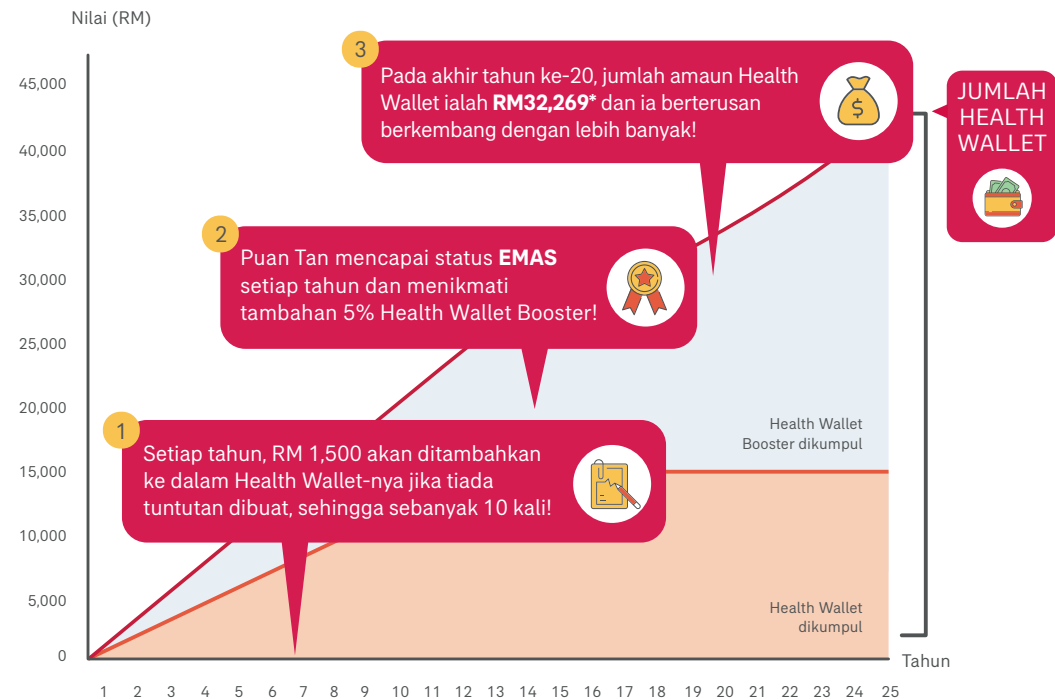 Nilai (RM)
45,000
40,000
35,000
30,000
25,000
20,000
15,000
10,000
5,000
0
3
Pada akhir tahun ke-20, jumlah amaun Health
Wallet ialah RM32,269* dan ia berterusan
berkembang dengan lebih banyak!
$
JUMLAH
HEALTH
WALLET
2
Puan Tan mencapai status EMAS
setiap tahun dan menikmati
tambahan 5% Health Wallet Booster!
1
Setiap tahun, RM 1,500 akan ditambahkan
ke dalam Health Wallet-nya jika tiada
tuntutan dibuat, sehingga sebanyak 10 kali!
Health Wallet
Booster dikumpul
Health Wallet
dikumpul
Tahun
1 2 3 4 5 6 7 8 9 10 11 12 13 14 15 16 17 18 19 20 21 22 23 24 25